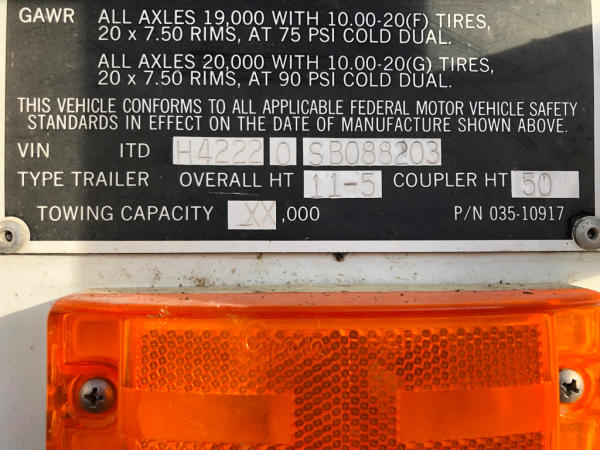 GAWR ALL AXLES 19,000 WITH 10.00-20(F) TIRES,
20 x 7.50 RIMS, AT 75 PSI COLD DUAL.
ALL AXLES 20,000 WITH 10.00-20(G) TIRES,
20 x 7.50 RIMS, AT 90 PSI COLD DUAL.
THIS VEHICLE CONFORMS TO ALL APPLICABLE FEDERAL MOTOR VEHICLE SAFETY
STANDARDS IN EFFECT ON THE DATE OF MANUFACTURE SHOWN ABOVE.
VIN ITD H4222 0 SB088203
TYPE TRAILER OVERALL HT 11-5 COUPLER HT 50
TOWING CAPACITY XX ,000 P/N 035-10917